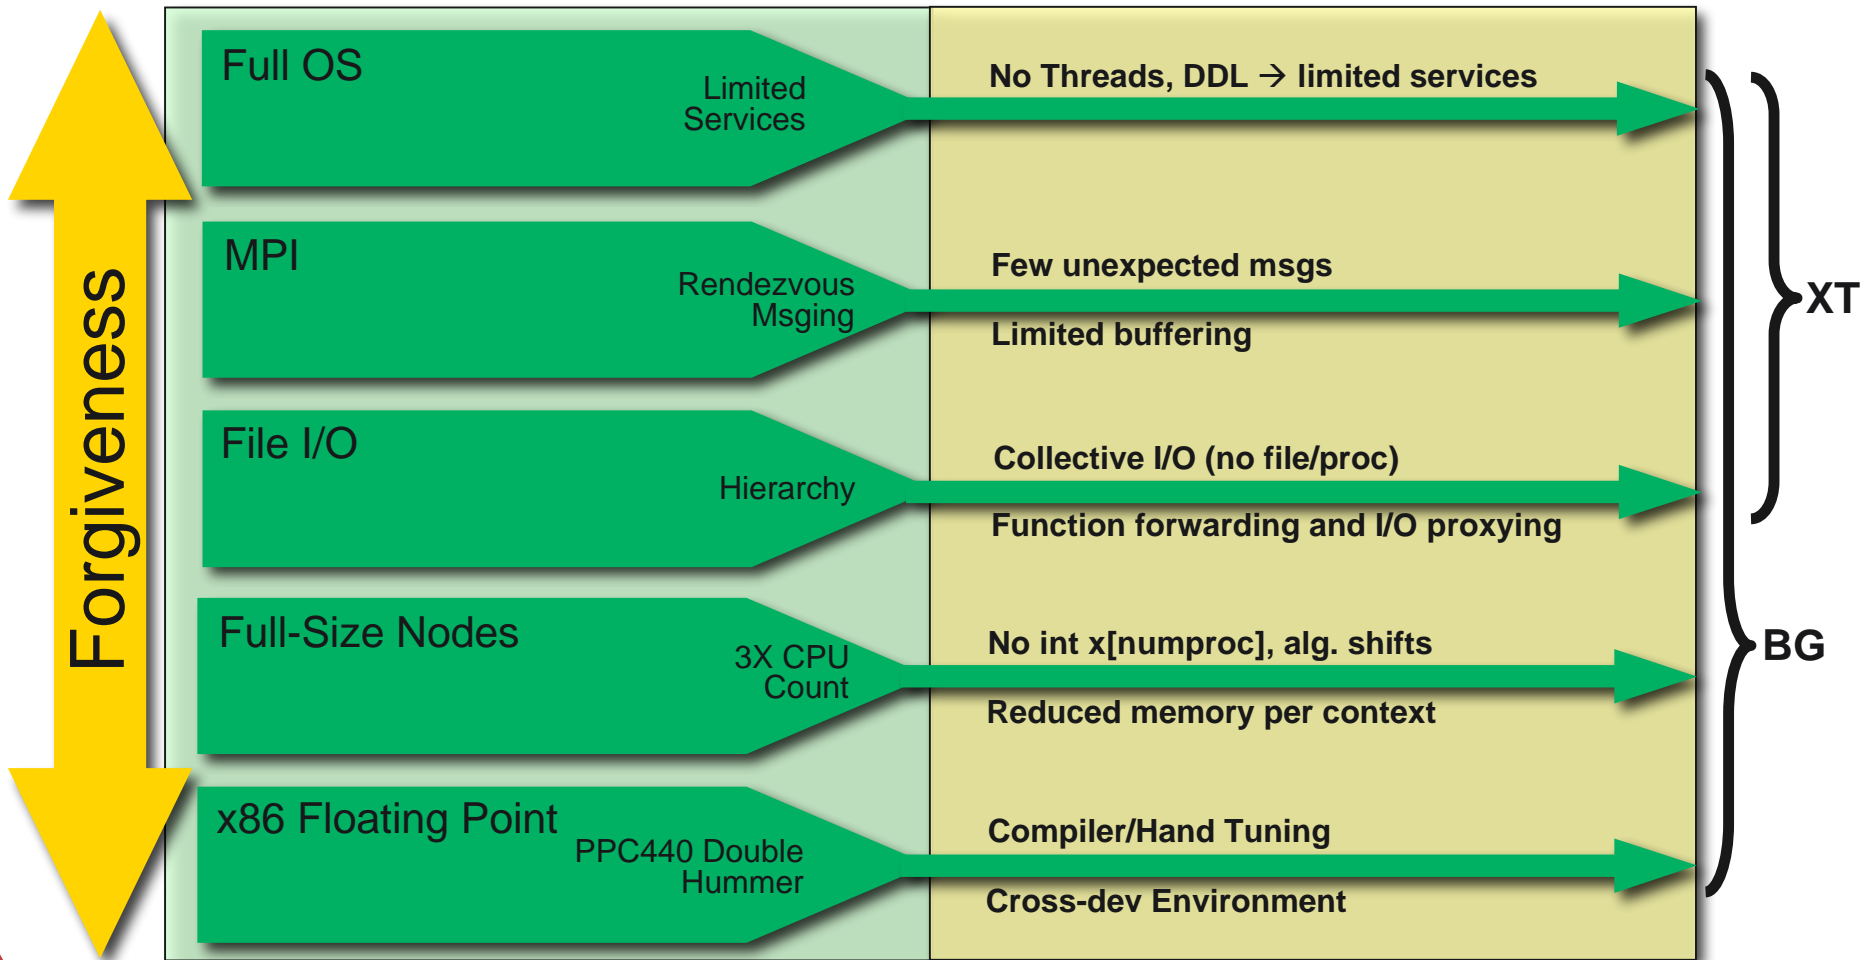 Forgiveness
Full OS
Limited
Services
No Threads, DDL → limited services
MPI
Rendezvous
Msging
Few unexpected msgs
Limited buffering
File I/O
Hierarchy
Collective I/O (no file/proc)
Function forwarding and I/O proxying
Full-Size Nodes
3X CPU
Count
No int x[numproc], alg. shifts
Reduced memory per context
x86 Floating Point
PPC440 Double
Hummer
Compiler/Hand Tuning
Cross-dev Environment
XT
BG